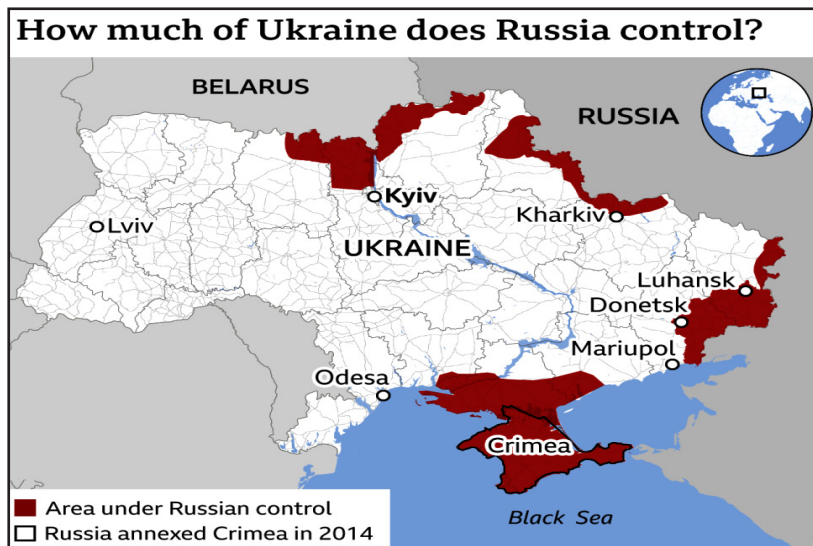 How much of Ukraine does Russia control?
BELARUS
RUSSIA
Kyiv
Lviv
Kharkiv
UKRAINE
Luhansk
Donetsk
Mariupol
Odesa
Crimea
Area under Russian control
Russia annexed Crimea in 2014
Black Sea